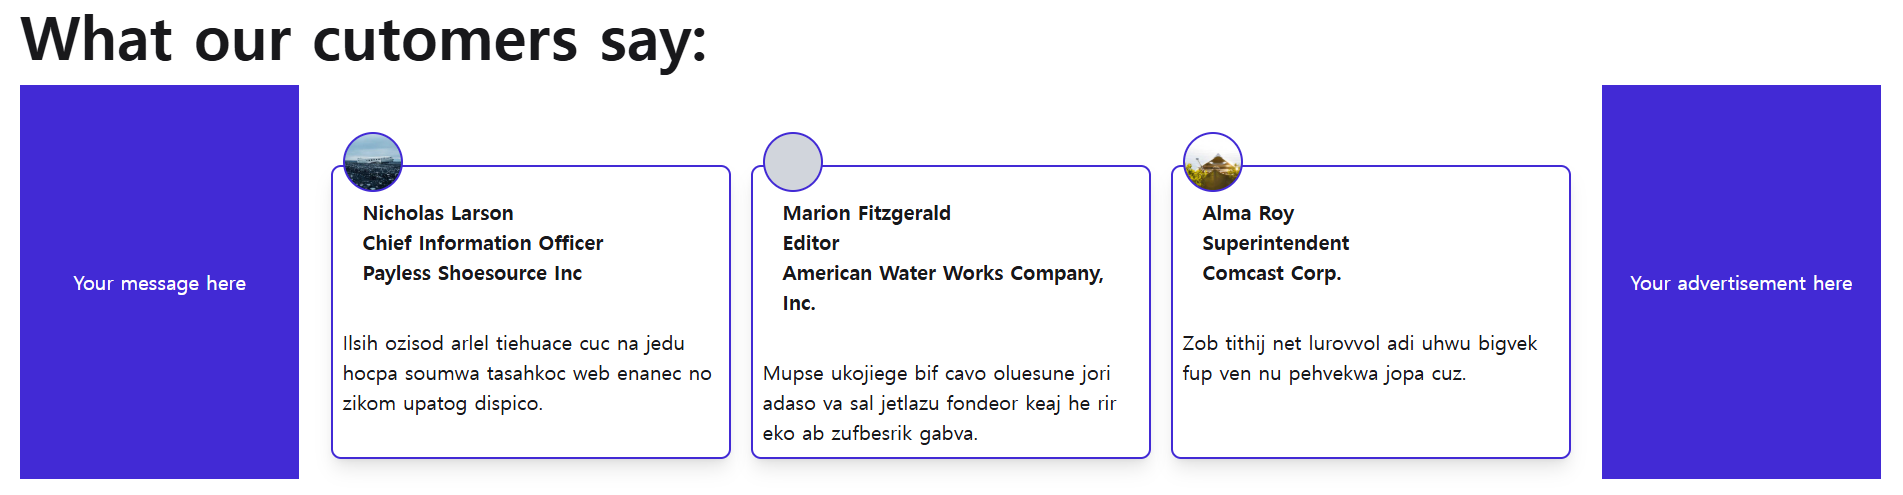 What our cutomers say:
Your message here
Nicholas Larson
Chief Information Officer
Payless Shoesource Inc
Ilsih ozisod arlel tiehuace cuc na jedu
hocpa soumwa tasahkoc web enanec no
zikom upatog dispico.
Marion Fitzgerald
Editor
American Water Works Company,
Inc.
Mupse ukojiege bif cavo oluesune jori
adaso va sal jetlazu fondeor keaj he rir
eko ab zufbesrik gabva.
Alma Roy
Superintendent
Comcast Corp.
Zob tithij net lurovvol adi uhwu bigvek
fup ven nu pehvekwa jopa cuz.
Your advertisement here